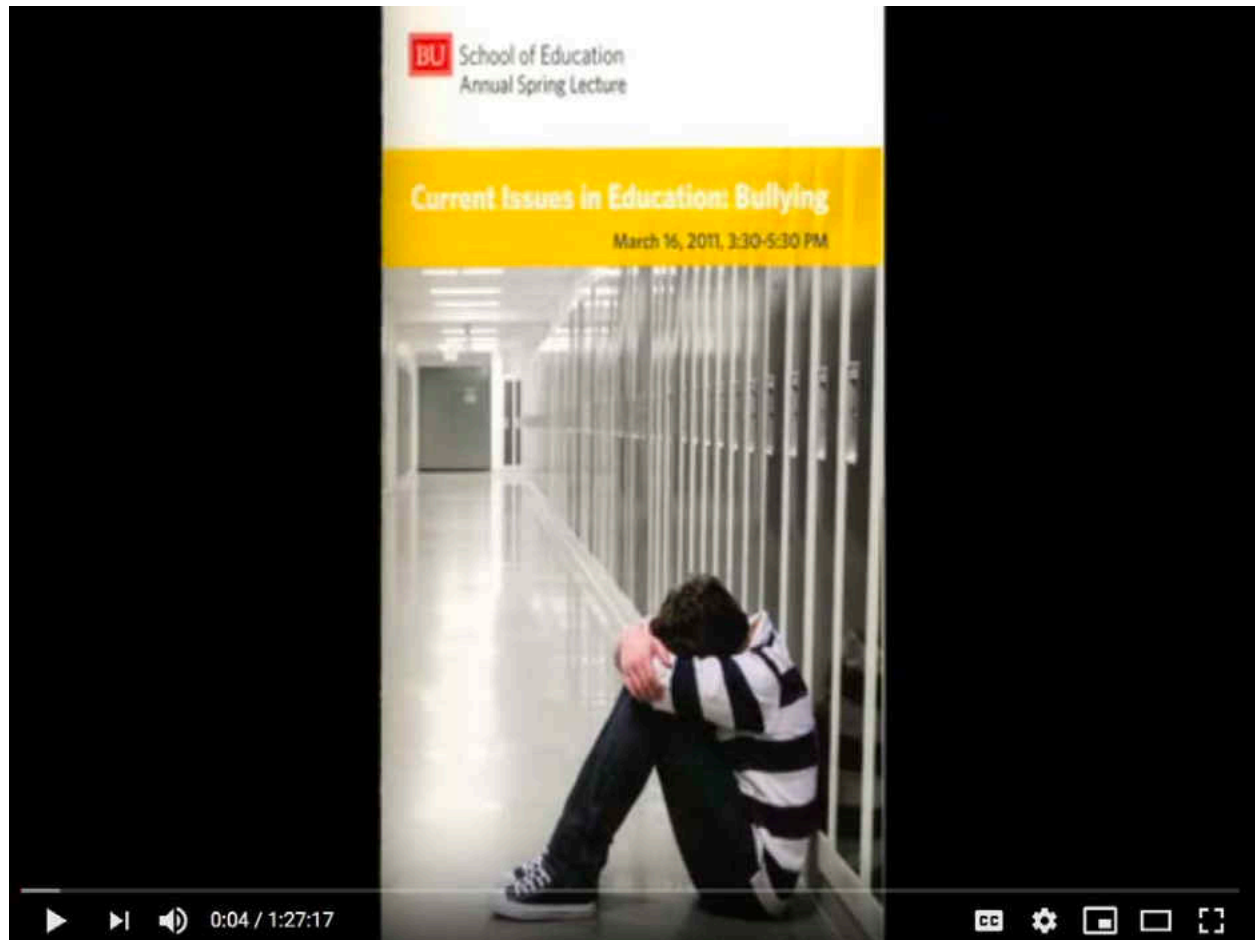 BU School of Education
Annual Spring Lecture
Current Issues in Education: Bullying
March 16, 2011, 3:30-5:30 PM
0:04 / 1:27:17
CC